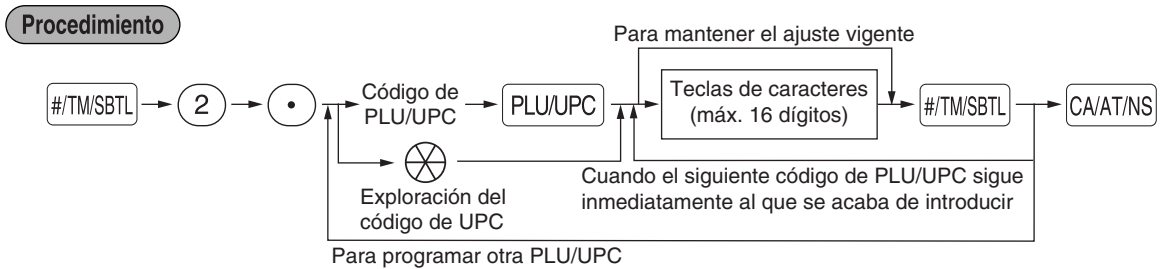 Procedimiento
Para mantener el ajuste vigente
#/TM/SBTL
2
•
Código de
PLU/UPC
PLU/UPC
Teclas de caracteres
(máx. 16 dígitos)
#/TM/SBTL
CA/AT/NS
Exploración del
código de UPC
Cuando el siguiente código de PLU/UPC sigue
inmediatamente al que se acaba de introducir
Para programar otra PLU/UPC